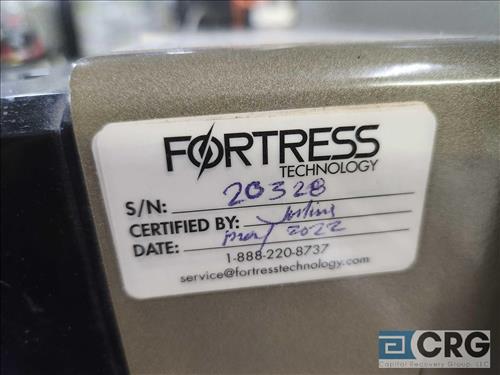 FORTRESS
TECHNOLOGY
S/N: 20328
CERTIFIED BY:
DATE: May 2022
1-888-220-8737
service@fortresstechnology.com
CRG
Capital Recovery Group, LLC